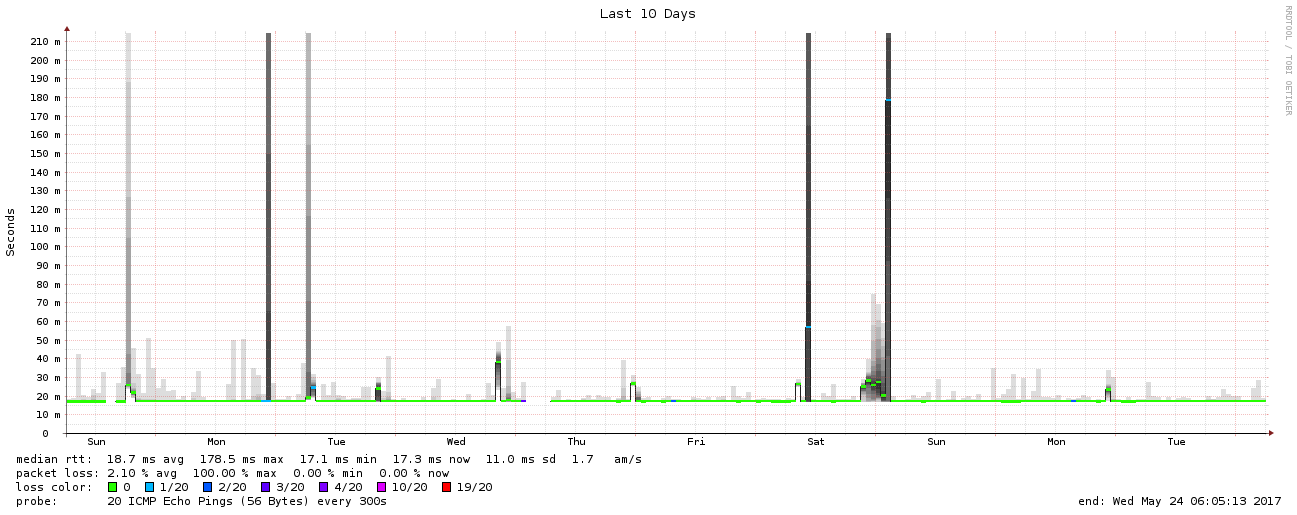 Last 10 Days
RRDTOOL / TOBI OETIKER
Seconds
210 m
200 m
190 m
180 m
170 m
160 m
150 m
140 m
130 m
120 m
110 m
100 m
90 m
80 m
70 m
60 m
50 m
40 m
30 m
20 m
10 m
0
Sun Mon Tue Wed Thu Fri Sat Sun Mon Tue
median rtt: 18.7 ms avg 178.5 ms max 17.1 ms min 17.3 ms now 11.0 ms sd 1.7 am/s
packet loss: 2.10 % avg 100.00 % max 0.00 % min 0.00 % now
loss color: 0 1/20 2/20 3/20 4/20 10/20 19/20
probe: 20 ICMP Echo Pings (56 Bytes) every 300s end: Wed May 24 06:05:13 2017